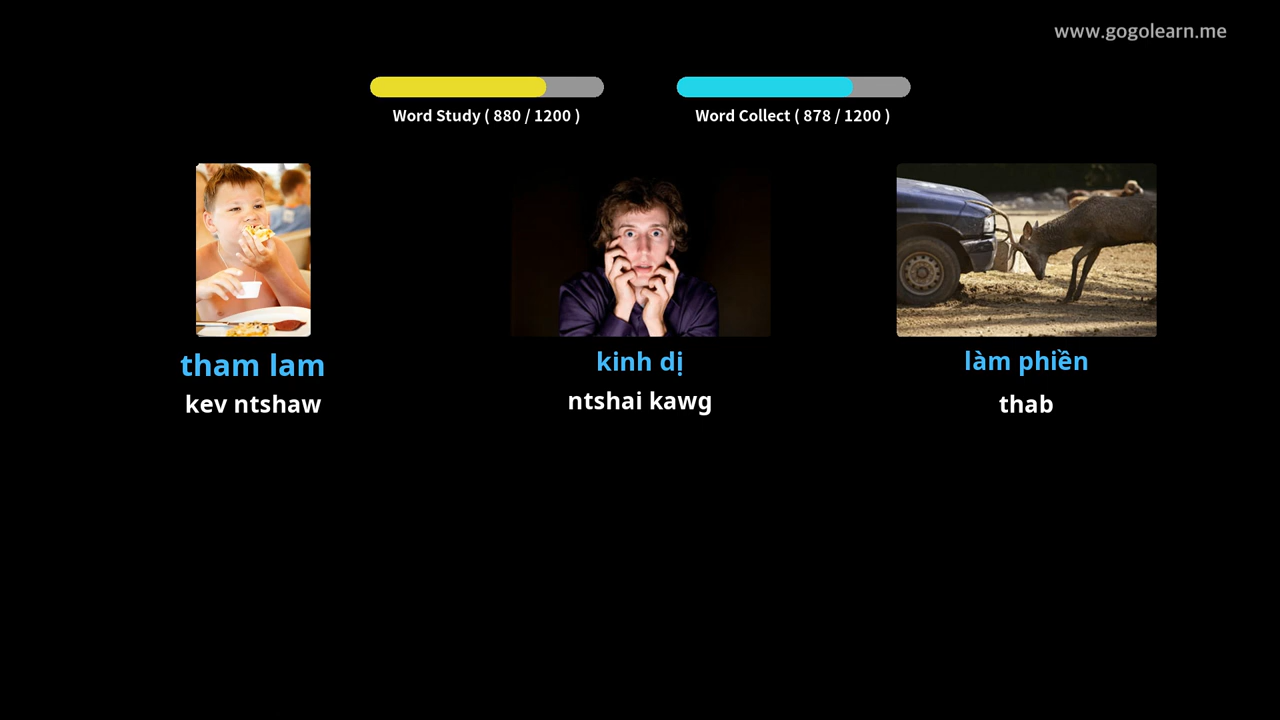 www.gogolearn.me
Word Study ( 880 / 1200 )
Word Collect ( 878 / 1200 )
tham lam
kev ntshaw
kinh dị
ntshai kawg
làm phiền
thab